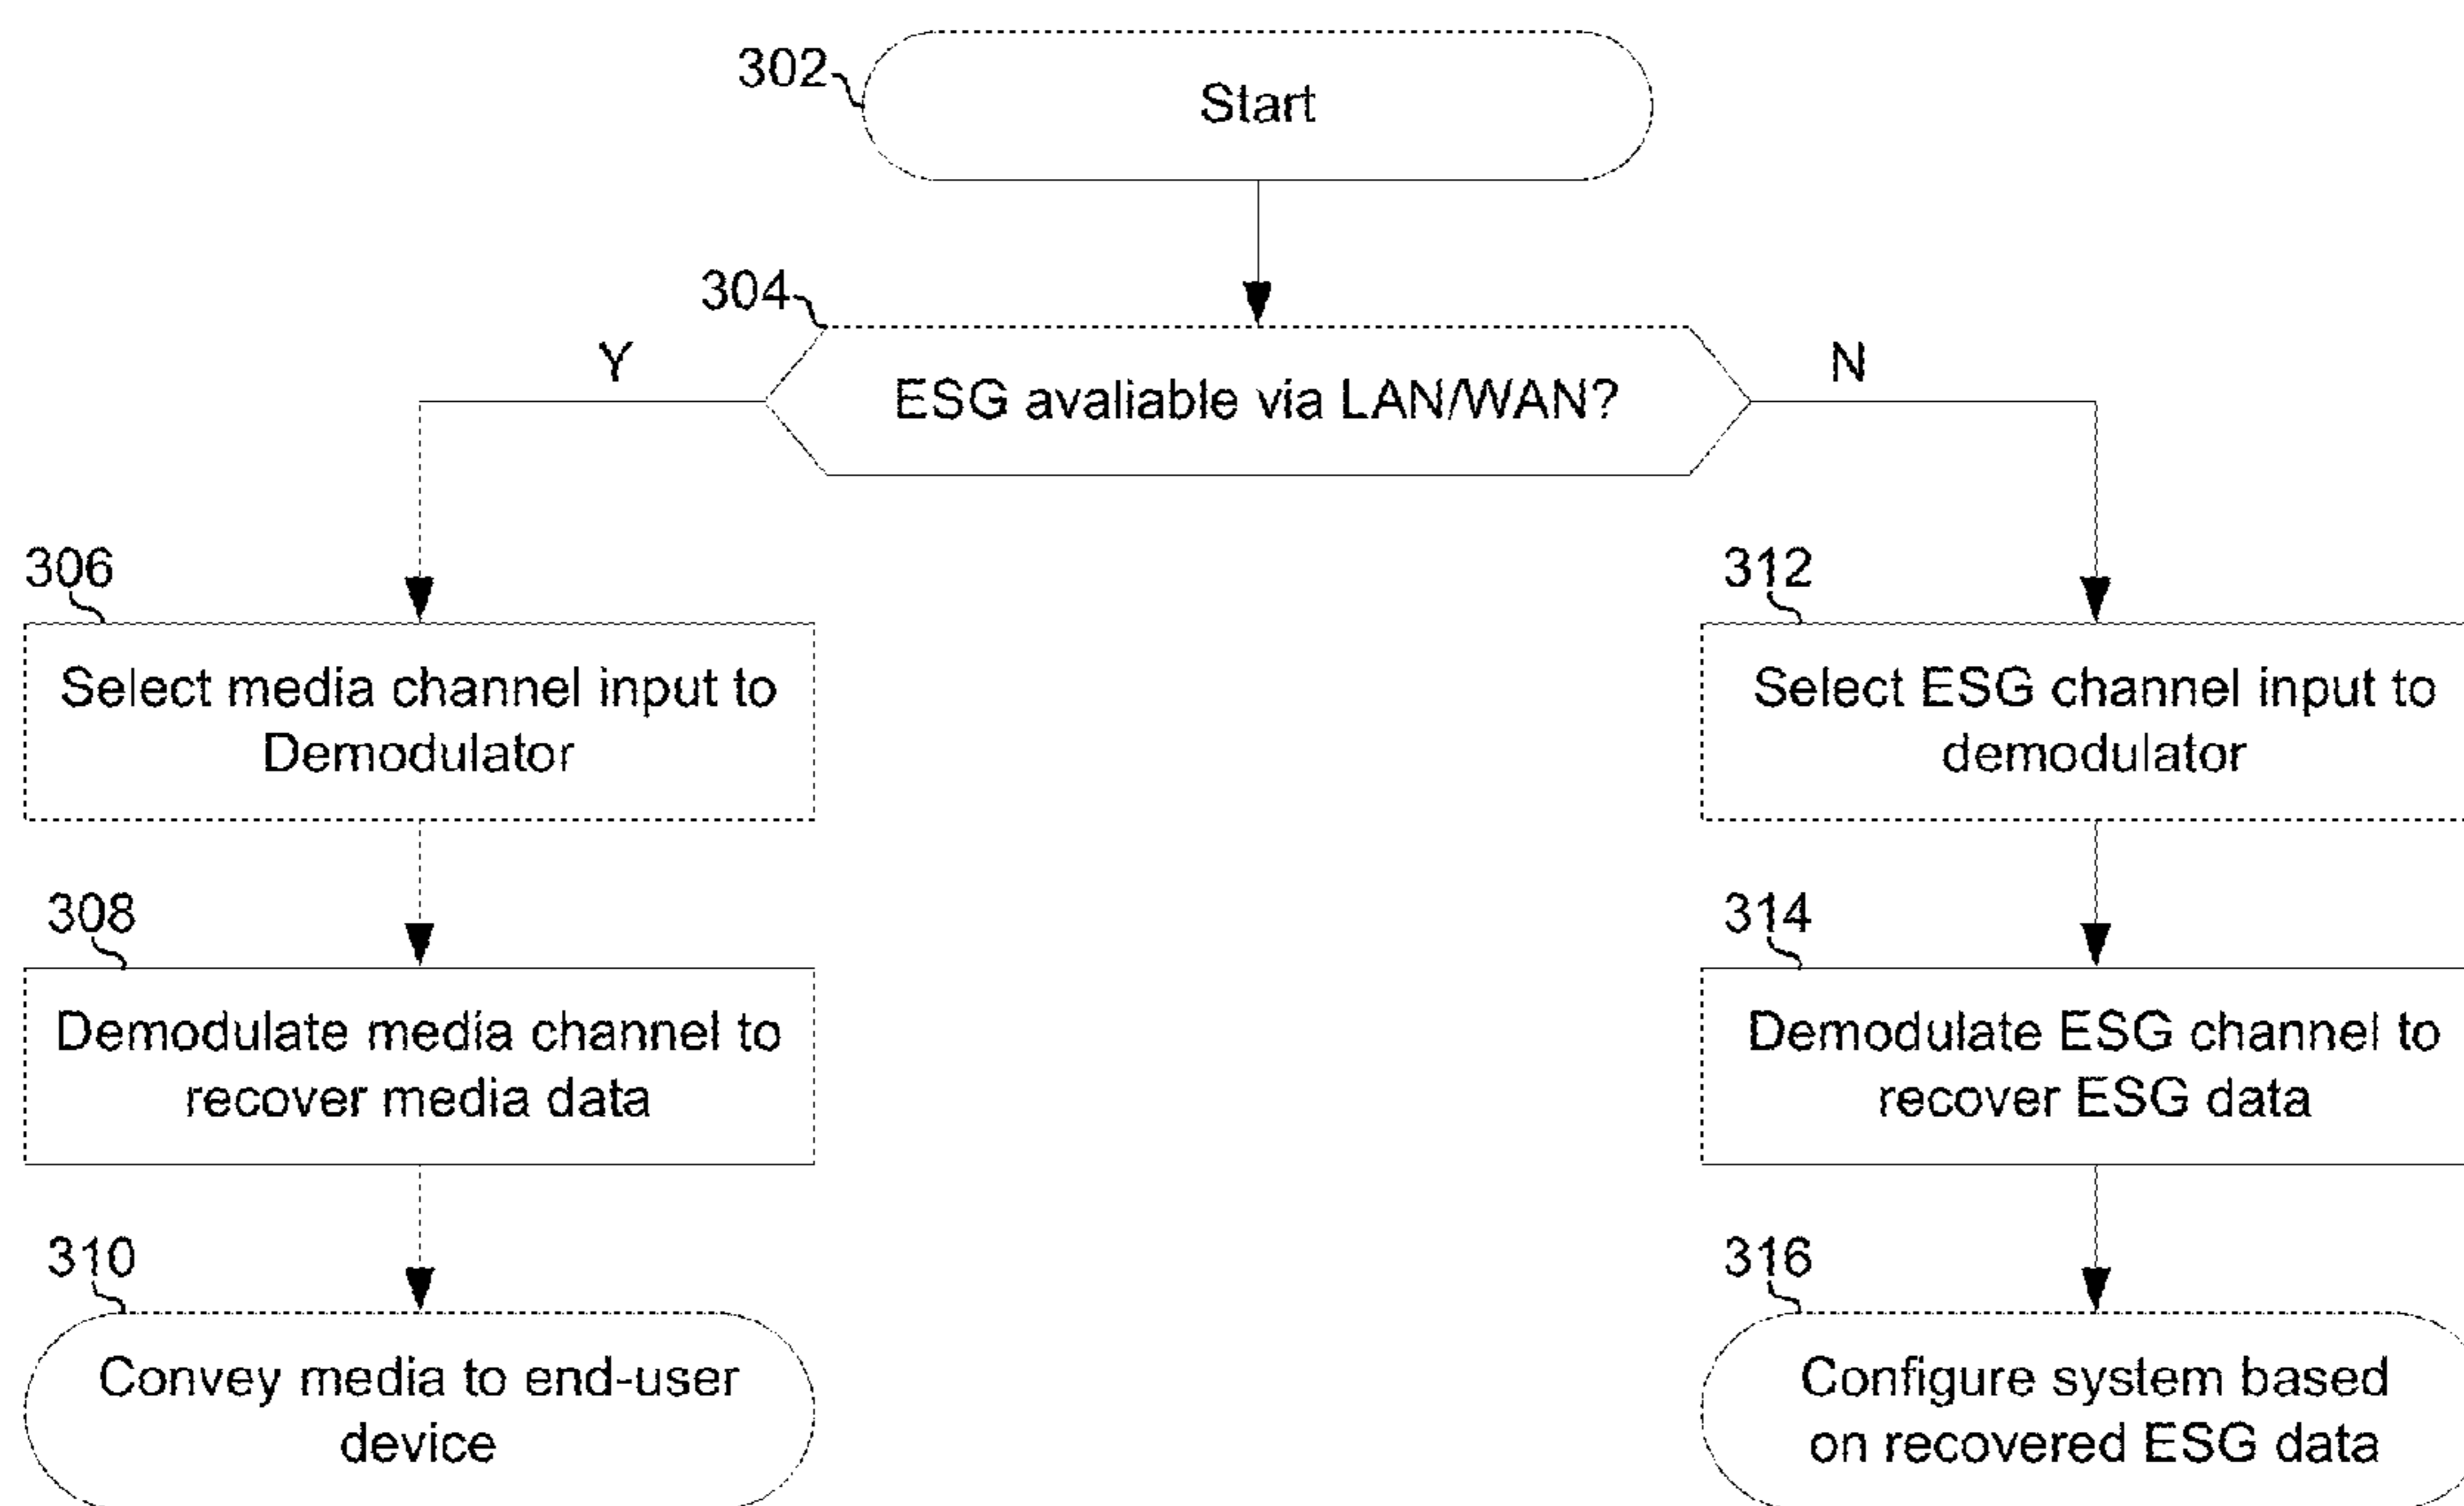 302
Start
304
Y
ESG avaliable via LAN/WAN?
N
306
312
Select media channel input to
Demodulator
Select ESG channel input to
demodulator
308
314
Demodulate media channel to
recover media data
Demodulate ESG channel to
recover ESG data
310
316
Convey media to end-user
device
Configure system based
on recovered ESG data